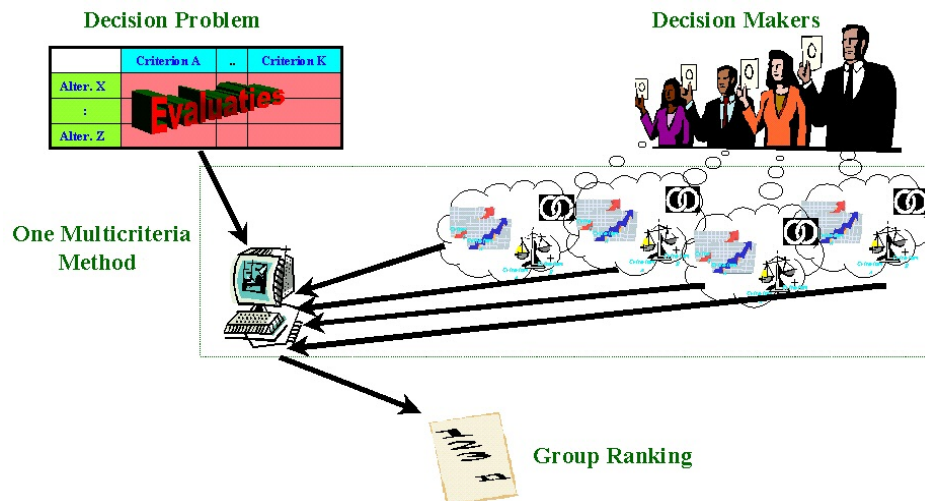 Decision Problem
Decision Makers
Criterion A .. Criterion K
Alter. X
:
Alter. Z
Evaluaties
One Multicriteria
Method
Group Ranking